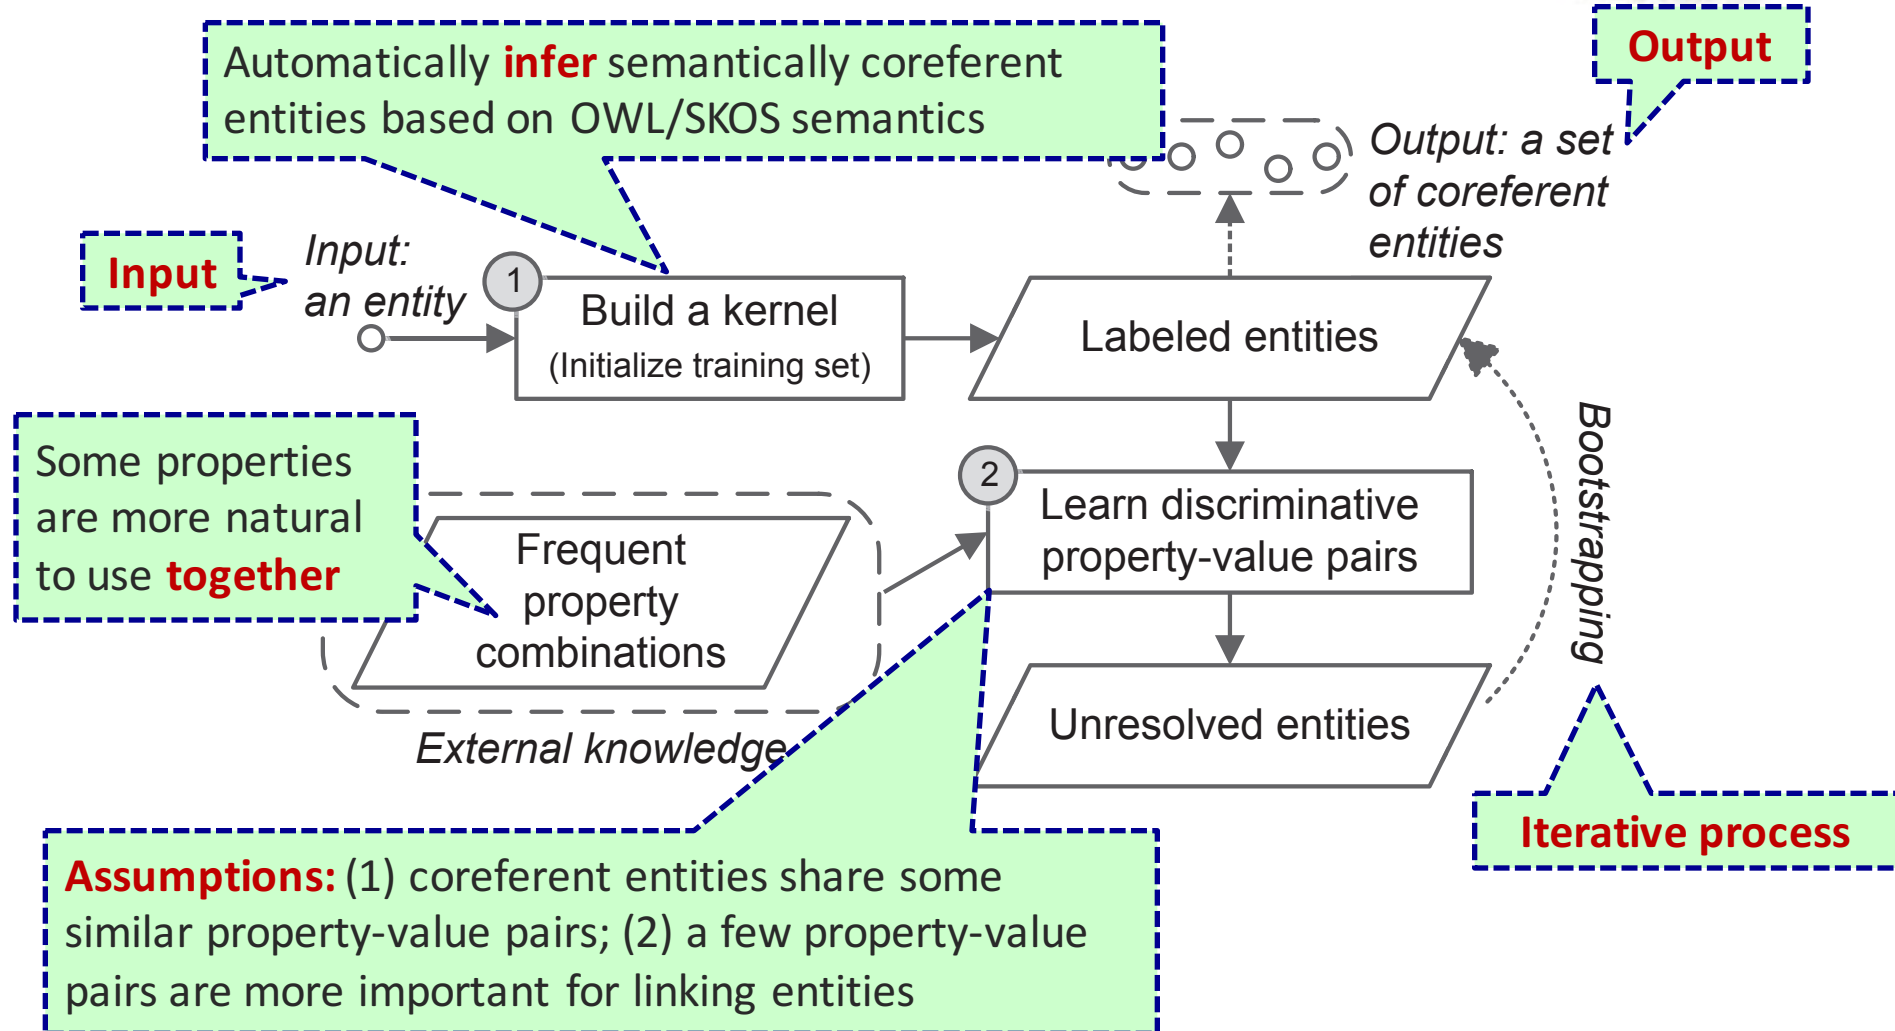 Output
Automatically infer semantically coreferent
entities based on OWL/SKOS semantics
Output: a set
of coreferent
entities
Input
Input:
an entity
1
Build a kernel
(Initialize training set)
Labeled entities
Some properties
are more natural
to use together
Frequent
property
combinations
External knowledge
2
Learn discriminative
property-value pairs
Bootstrapping
Unresolved entities
Iterative process
Assumptions: (1) coreferent entities share some
similar property-value pairs; (2) a few property-value
pairs are more important for linking entities